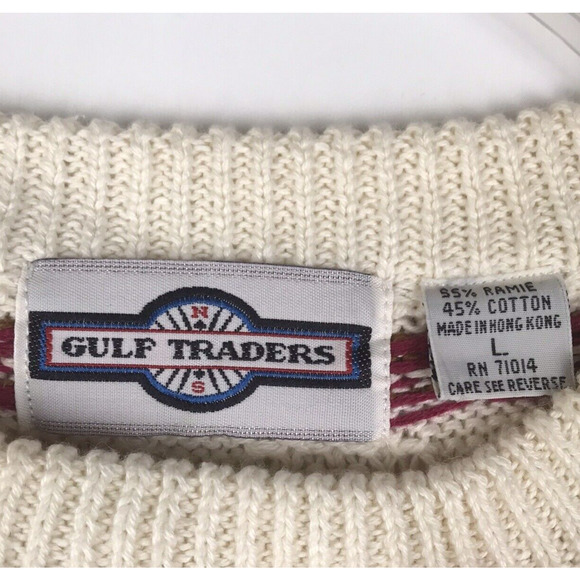 N
GULF TRADERS
S
55% RAMIE
45% COTTON
MADE IN HONG KONG
L
RN 71014
CARE SEE REVERSE